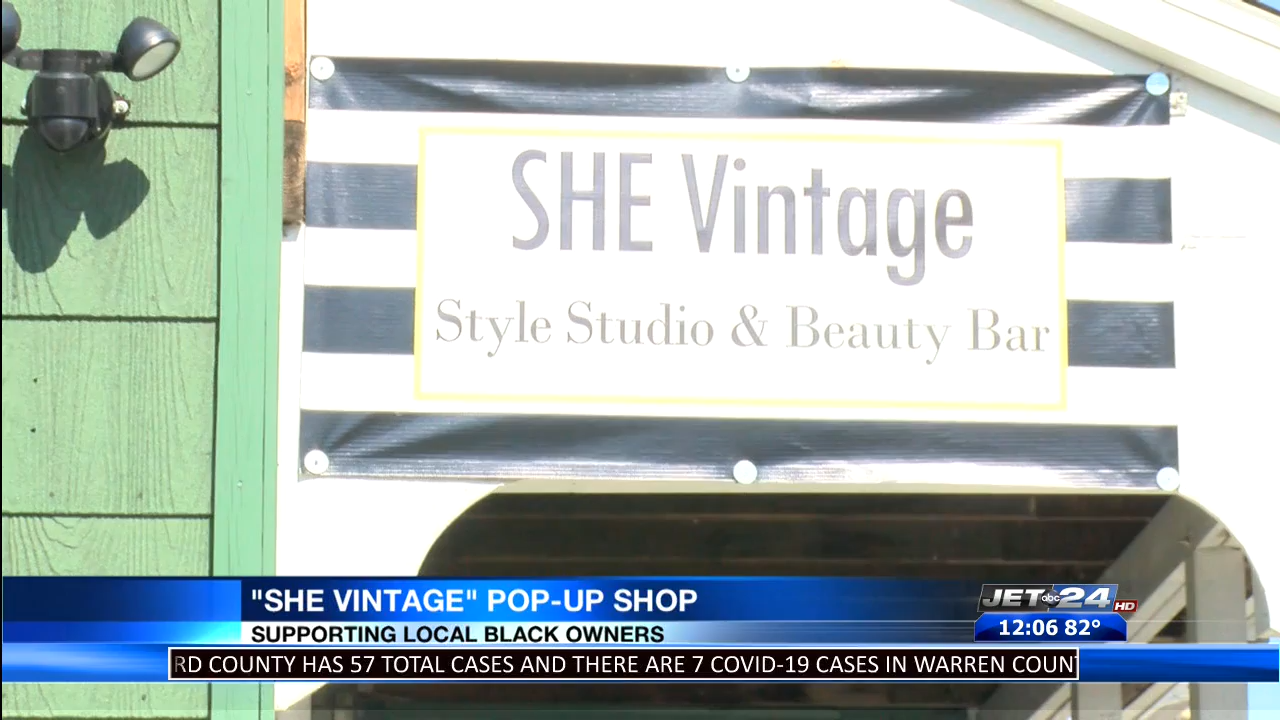 SHE Vintage
Style Studio & Beauty Bar
"SHE VINTAGE" POP-UP SHOP
SUPPORTING LOCAL BLACK OWNERS
JET abc 24 HD
12:06 82°
RD COUNTY HAS 57 TOTAL CASES AND THERE ARE 7 COVID-19 CASES IN WARREN COUN